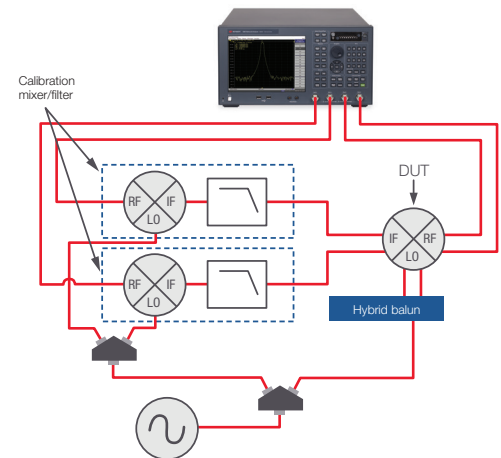 Calibration
mixer/filter
DUT
RF IF
LO
IF RF
LO
RF IF
LO
Hybrid balun